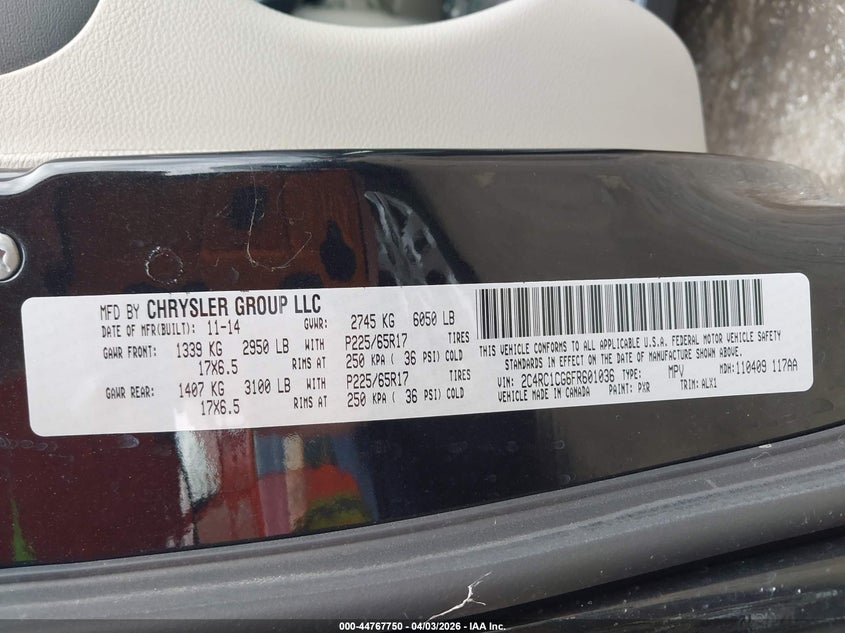 MFD BY CHRYSLER GROUP LLC
DATE OF MFR(BUILT): 11-14 GVWR: 2745 KG 6050 LB
GAWR FRONT: 1339 KG 2950 LB WITH P225/65R17 TIRES
17X6.5 RIMS AT 250 KPA ( 36 PSI) COLD
GAWR REAR: 1407 KG 3100 LB WITH P225/65R17 TIRES
17X6.5 RIMS AT 250 KPA ( 36 PSI) COLD
THIS VEHICLE CONFORMS TO ALL APPLICABLE U.S.A. FEDERAL MOTOR VEHICLE SAFETY
STANDARDS IN EFFECT ON THE DATE OF MANUFACTURE SHOWN ABOVE.
VIN: 2C4RC1CG6FR601036 TYPE: MPV MDH: 110409 117AA
VEHICLE MADE IN CANADA PAINT: PXR TRIM: ALX1
000-44767750 - 04/03/2026 - IAA Inc.